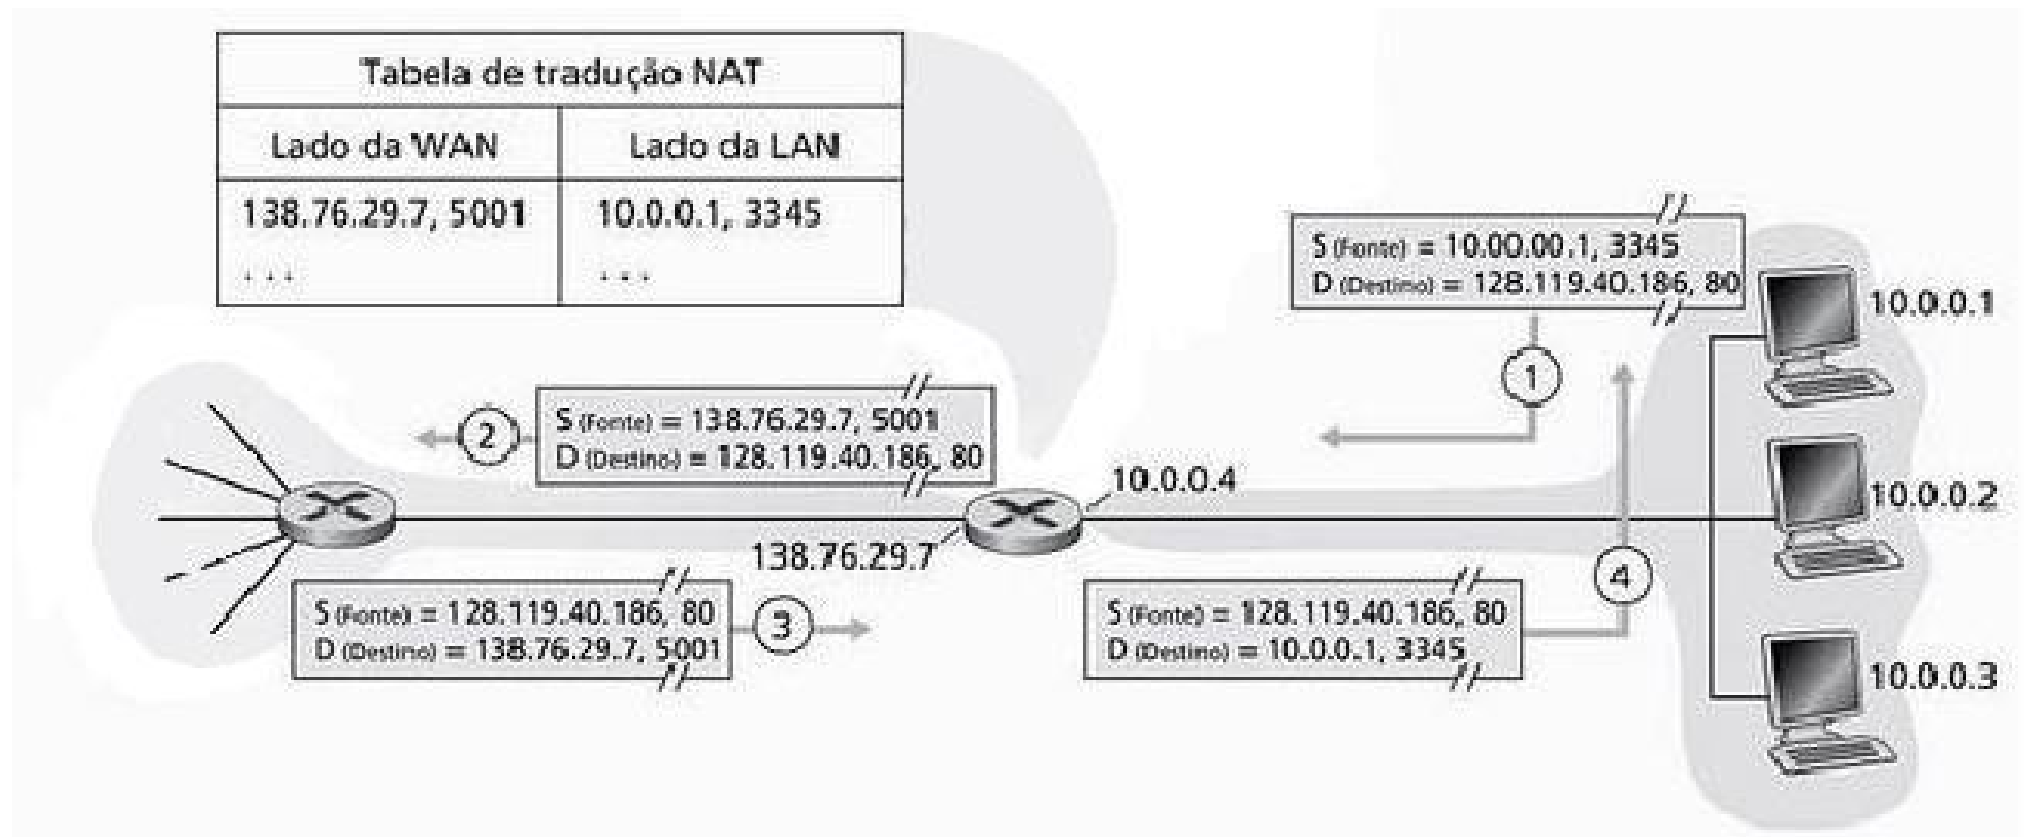 Tabela de tradução NAT
Lado da WAN Lado da LAN
138.76.29.7, 5001 10.0.0.1, 3345
. . . . . .
S (Fonte) = 10.00.00.1, 3345
D (Destino) = 128.119.40.186, 80
10.0.0.1
1
2
S (Fonte) = 138.76.29.7, 5001
D (Destino) = 128.119.40.186, 80
10.0.0.4
10.0.0.2
138.76.29.7
S (Fonte) = 128.119.40.186, 80
D (Destino) = 138.76.29.7, 5001
3
S (Fonte) = 128.119.40.186, 80
D (Destino) = 10.0.0.1, 3345
4
10.0.0.3